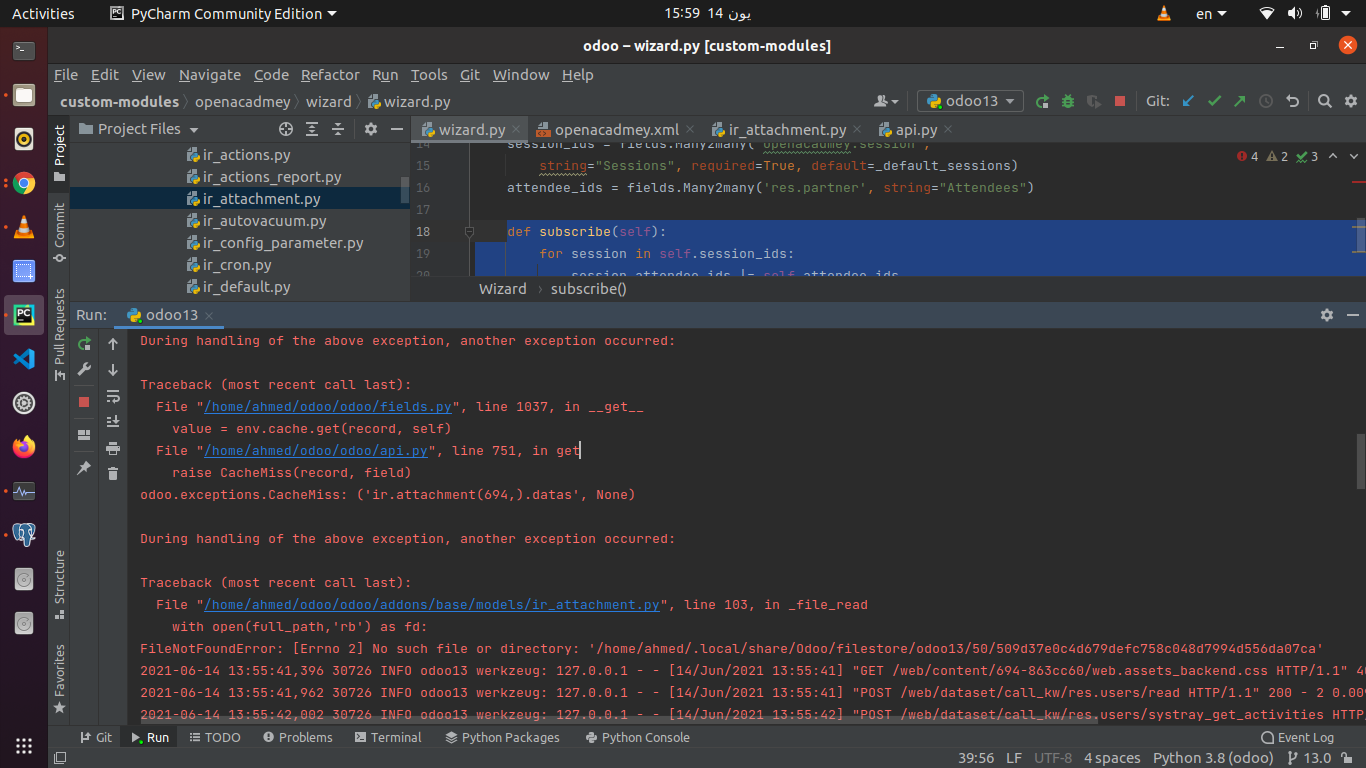 Activities PyCharm Community Edition 15:59 14 يون en
odoo – wizard.py [custom-modules]
File Edit View Navigate Code Refactor Run Tools Git Window Help
custom-modules openacadmey wizard wizard.py odoo13 Git:
Project
Commit
Pull Requests
Structure
Favorites
Project Files
ir_actions.py
ir_actions_report.py
ir_attachment.py
ir_autovacuum.py
ir_config_parameter.py
ir_cron.py
ir_default.py
wizard.py openacadmey.xml ir_attachment.py api.py
4 2 3
14 session_ids = fields.Many2many('openacadmey.session',
15 string="Sessions", required=True, default=_default_sessions)
16 attendee_ids = fields.Many2many('res.partner', string="Attendees")
17
18 def subscribe(self):
19 for session in self.session_ids:
20 session.attendee_ids |= self.attendee_ids
Wizard › subscribe()
Run: odoo13
During handling of the above exception, another exception occurred:
Traceback (most recent call last):
File "/home/ahmed/odoo/odoo/fields.py", line 1037, in __get__
value = env.cache.get(record, self)
File "/home/ahmed/odoo/odoo/api.py", line 751, in get
raise CacheMiss(record, field)
odoo.exceptions.CacheMiss: ('ir.attachment(694,).datas', None)
During handling of the above exception, another exception occurred:
Traceback (most recent call last):
File "/home/ahmed/odoo/odoo/addons/base/models/ir_attachment.py", line 103, in _file_read
with open(full_path,'rb') as fd:
FileNotFoundError: [Errno 2] No such file or directory: '/home/ahmed/.local/share/Odoo/filestore/odoo13/50/509d37e0c4d679defc758c048d7994d556da07ca'
2021-06-14 13:55:41,396 30726 INFO odoo13 werkzeug: 127.0.0.1 - - [14/Jun/2021 13:55:41] "GET /web/content/694-863cc60/web.assets_backend.css HTTP/1.1" 40
2021-06-14 13:55:41,962 30726 INFO odoo13 werkzeug: 127.0.0.1 - - [14/Jun/2021 13:55:41] "POST /web/dataset/call_kw/res.users/read HTTP/1.1" 200 - 2 0.009
2021-06-14 13:55:42,002 30726 INFO odoo13 werkzeug: 127.0.0.1 - - [14/Jun/2021 13:55:42] "POST /web/dataset/call_kw/res.users/systray_get_activities HTTP
Git Run TODO Problems Terminal Python Packages Python Console Event Log
39:56 LF UTF-8 4 spaces Python 3.8 (odoo) 13.0